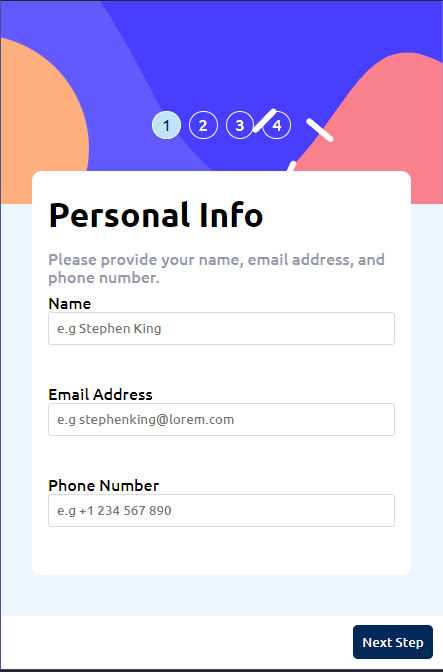 1 2 3 4
Personal Info
Please provide your name, email address, and
phone number.
Name
e.g Stephen King
Email Address
e.g stephenking@lorem.com
Phone Number
e.g +1 234 567 890
Next Step